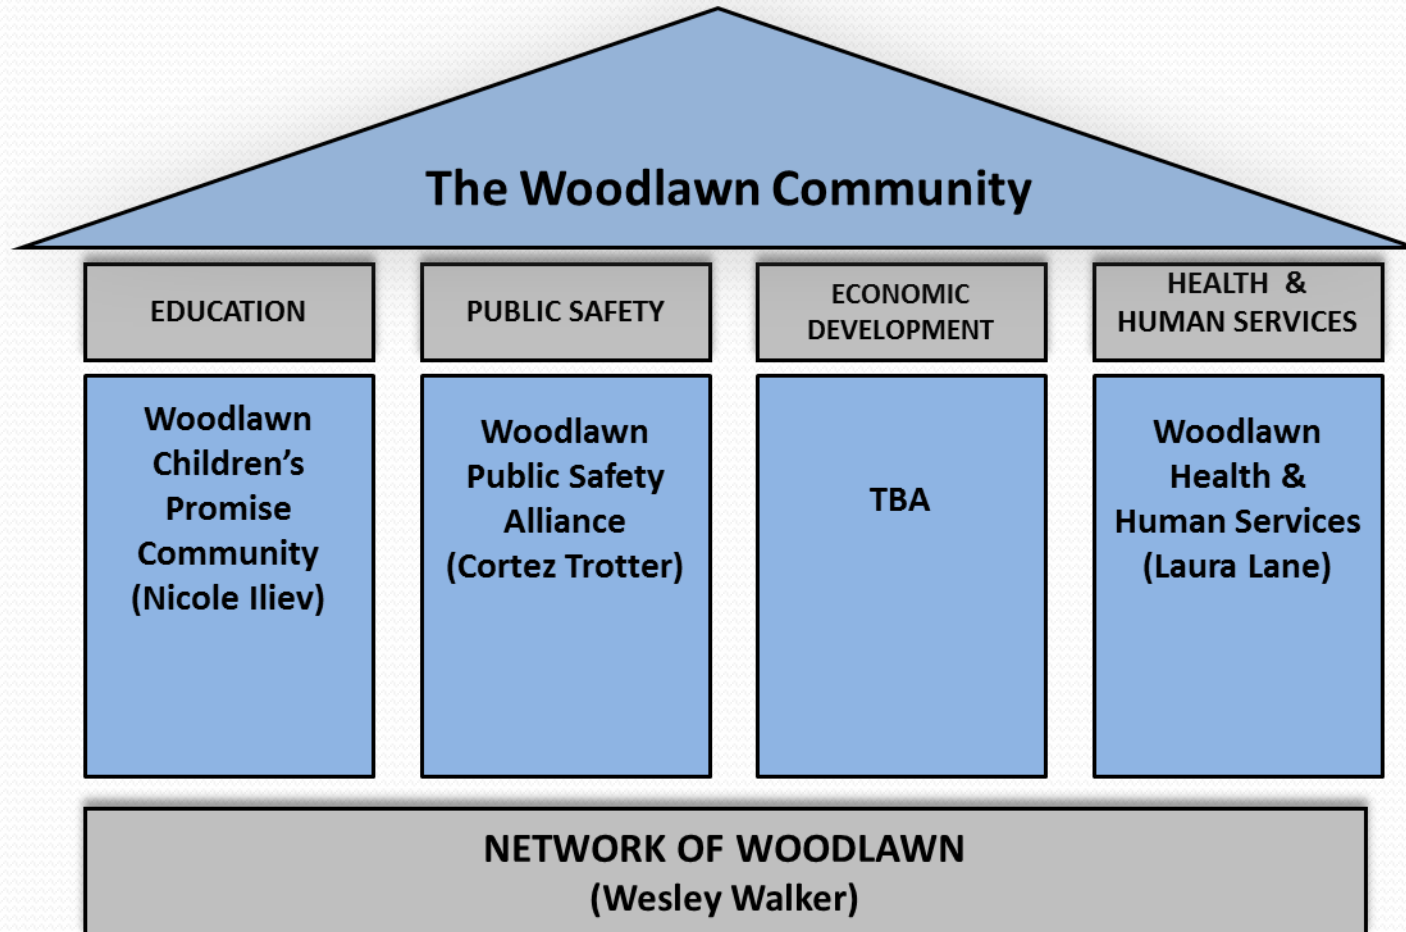 The Woodlawn Community
EDUCATION
PUBLIC SAFETY
ECONOMIC
DEVELOPMENT
HEALTH &
HUMAN SERVICES
Woodlawn
Children’s
Promise
Community
(Nicole Iliev)
Woodlawn
Public Safety
Alliance
(Cortez Trotter)
TBA
Woodlawn
Health &
Human Services
(Laura Lane)
NETWORK OF WOODLAWN
(Wesley Walker)